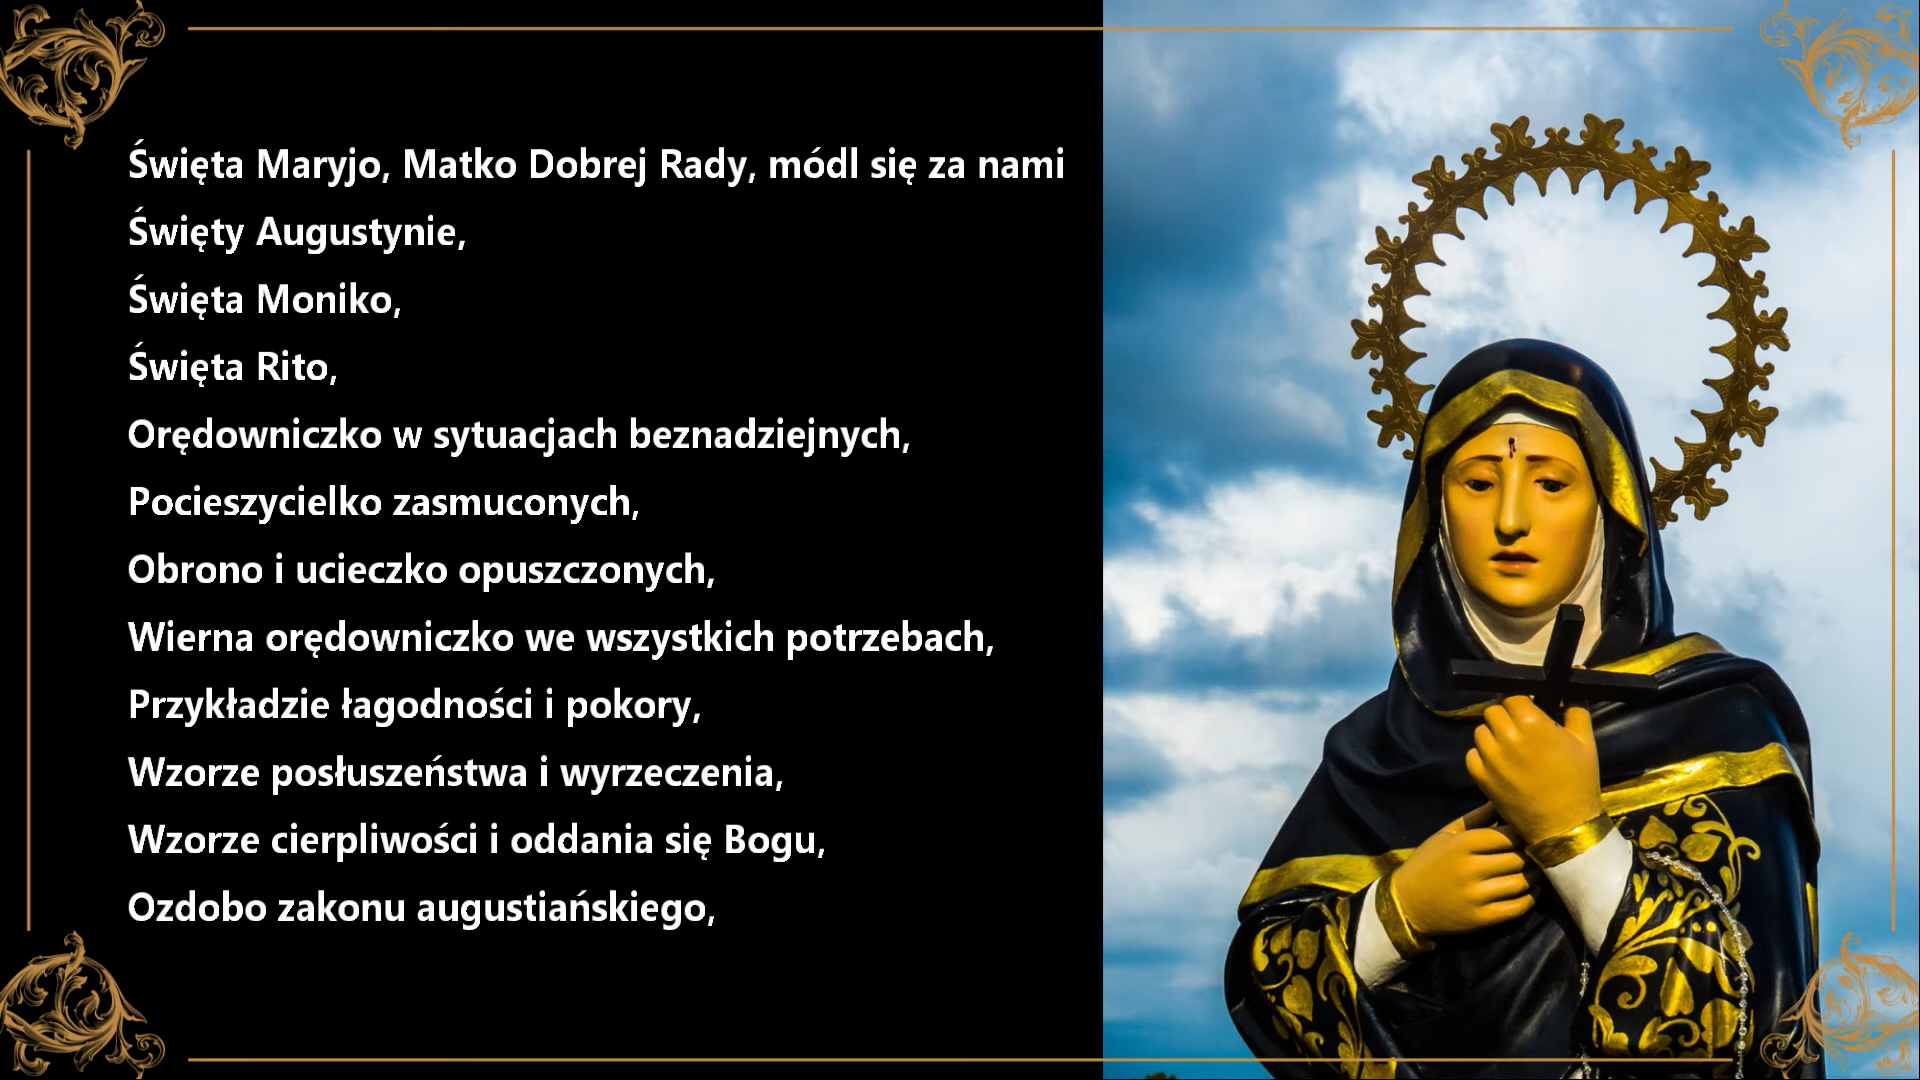 Święta Maryjo, Matko Dobrej Rady, módl się za nami
Święty Augustynie,
Święta Moniko,
Święta Rito,
Orędowniczko w sytuacjach beznadziejnych,
Pocieszycielko zasmuconych,
Obrono i ucieczko opuszczonych,
Wierna orędowniczko we wszystkich potrzebach,
Przykładzie łagodności i pokory,
Wzorze posłuszeństwa i wyrzeczenia,
Wzorze cierpliwości i oddania się Bogu,
Ozdobo zakonu augustiańskiego,